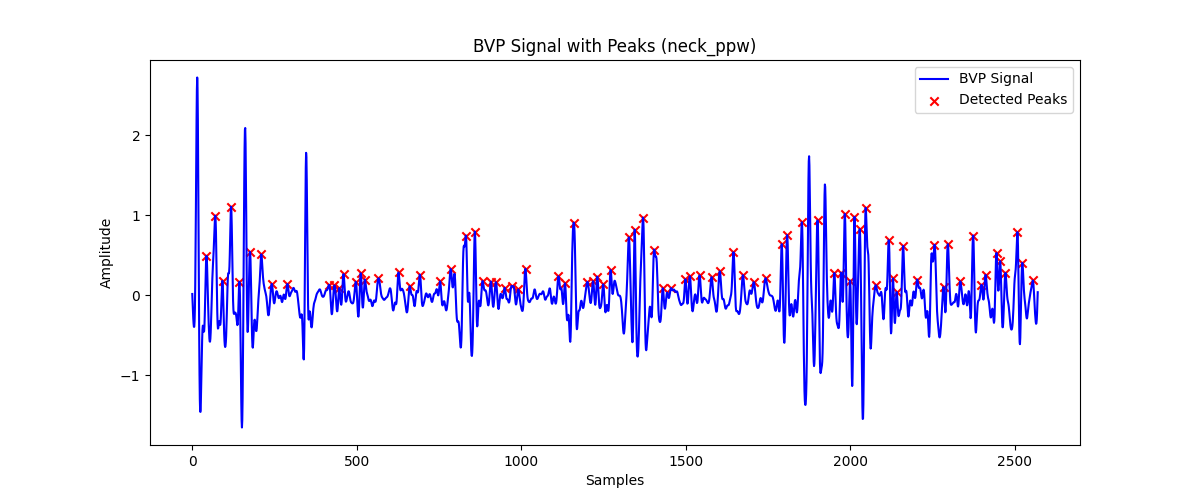 BVP Signal with Peaks (neck_ppw)
BVP Signal
Detected Peaks
Amplitude
2
1
0
−1
0
500
1000
1500
2000
2500
Samples